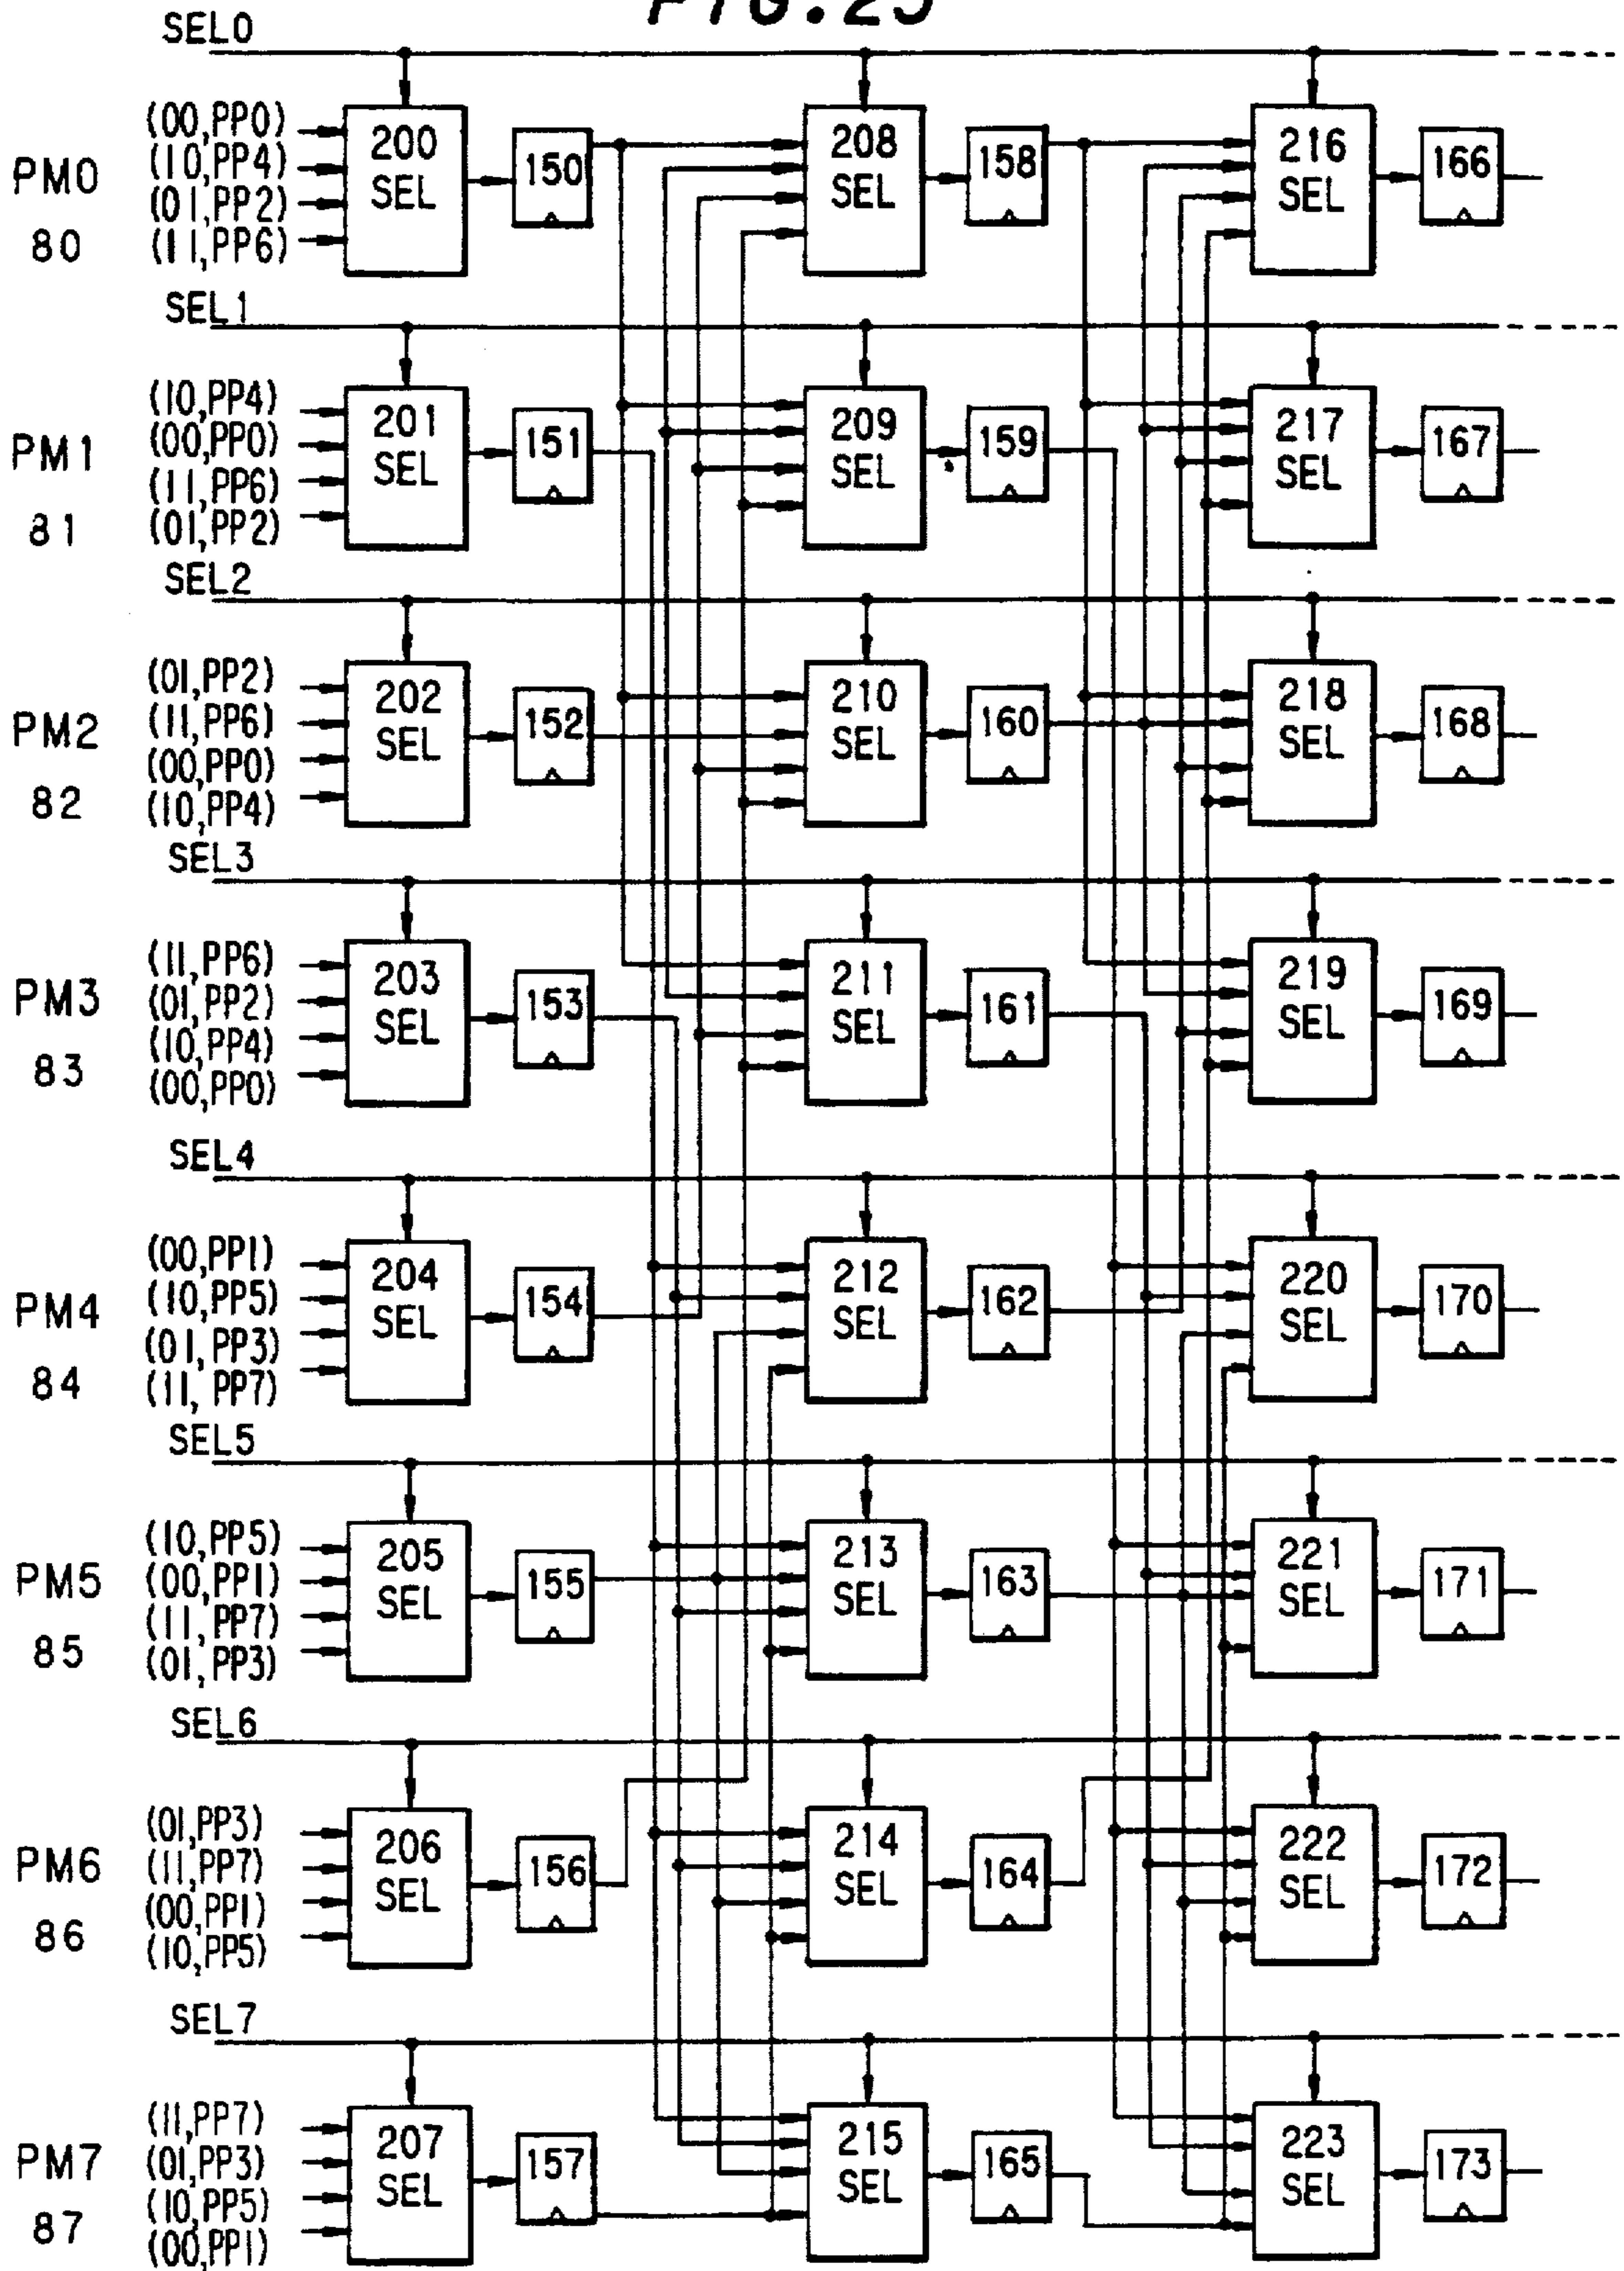 FIG.25
SEL0
PM0
80
(00,PP0)
(10,PP4)
(01,PP2)
(11,PP6)
200
SEL
150
208
SEL
158
216
SEL
166
SEL1
PM1
81
(10,PP4)
(00,PP0)
(11,PP6)
(01,PP2)
201
SEL
151
209
SEL
159
217
SEL
167
SEL2
PM2
82
(01,PP2)
(11,PP6)
(00,PP0)
(10,PP4)
202
SEL
152
210
SEL
160
218
SEL
168
SEL3
PM3
83
(11,PP6)
(01,PP2)
(10,PP4)
(00,PP0)
203
SEL
153
211
SEL
161
219
SEL
169
SEL4
PM4
84
(00,PP1)
(10,PP5)
(01,PP3)
(11,PP7)
204
SEL
154
212
SEL
162
220
SEL
170
SEL5
PM5
85
(10,PP5)
(00,PP1)
(11,PP7)
(01,PP3)
205
SEL
155
213
SEL
163
221
SEL
171
SEL6
PM6
86
(01,PP3)
(11,PP7)
(00,PP1)
(10,PP5)
206
SEL
156
214
SEL
164
222
SEL
172
SEL7
PM7
87
(11,PP7)
(01,PP3)
(10,PP5)
(00,PP1)
207
SEL
157
215
SEL
165
223
SEL
173